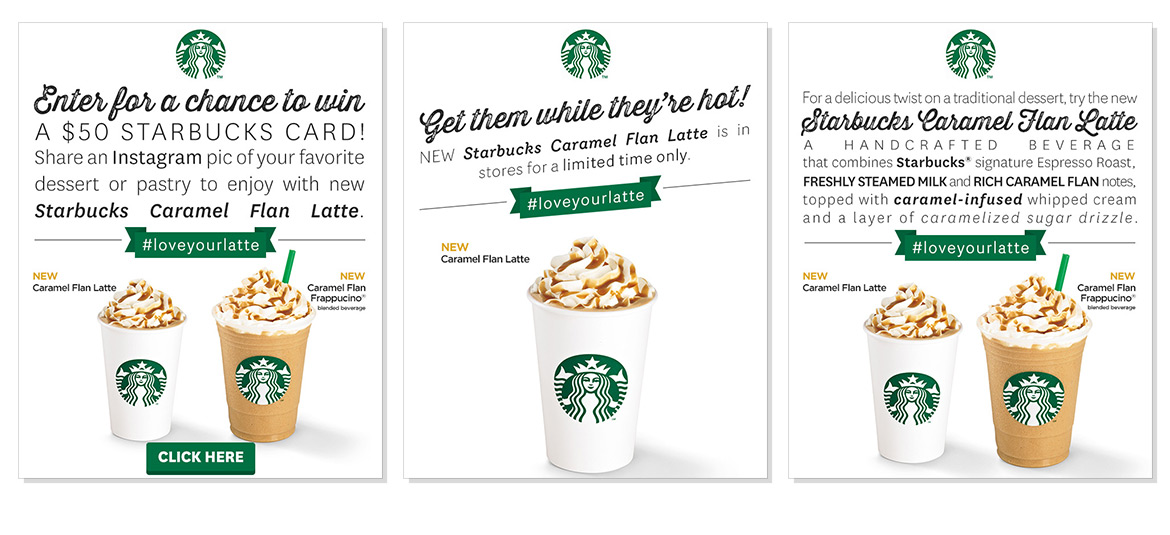 Enter for a chance to win
A $50 STARBUCKS CARD!
Share an Instagram pic of your favorite
dessert or pastry to enjoy with new
Starbucks Caramel Flan Latte.
#loveyourlatte
NEW
Caramel Flan Latte
NEW
Caramel Flan
Frappucino®
blended beverage
CLICK HERE
TM
Get them while they're hot!
NEW Starbucks Caramel Flan Latte is in
stores for a limited time only.
#loveyourlatte
NEW
Caramel Flan Latte
TM
For a delicious twist on a traditional dessert, try the new
Starbucks Caramel Flan Latte
A HANDCRAFTED BEVERAGE
that combines Starbucks® signature Espresso Roast,
FRESHLY STEAMED MILK and RICH CARAMEL FLAN notes,
topped with caramel-infused whipped cream
and a layer of caramelized sugar drizzle.
#loveyourlatte
NEW
Caramel Flan Latte
NEW
Caramel Flan
Frappucino®
blended beverage
TM